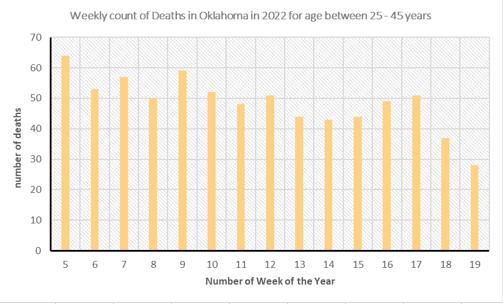 Weekly count of Deaths in Oklahoma in 2022 for age between 25 - 45 years
number of deaths
70
60
50
40
30
20
10
0
5 6 7 8 9 10 11 12 13 14 15 16 17 18 19
Number of Week of the Year